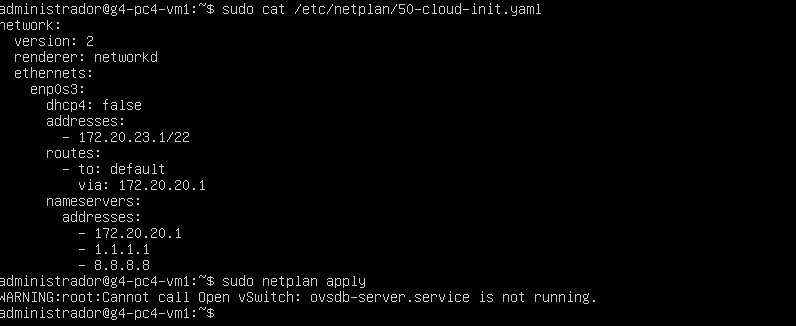 administrador@g4-pc4-vm1:~$ sudo cat /etc/netplan/50-cloud-init.yaml
network:
  version: 2
  renderer: networkd
  ethernets:
    enp0s3:
      dhcp4: false
      addresses:
        - 172.20.23.1/22
      routes:
        - to: default
          via: 172.20.20.1
      nameservers:
        addresses:
          - 172.20.20.1
          - 1.1.1.1
          - 8.8.8.8
administrador@g4-pc4-vm1:~$ sudo netplan apply
WARNING:root:Cannot call Open vSwitch: ovsdb-server.service is not running.
administrador@g4-pc4-vm1:~$